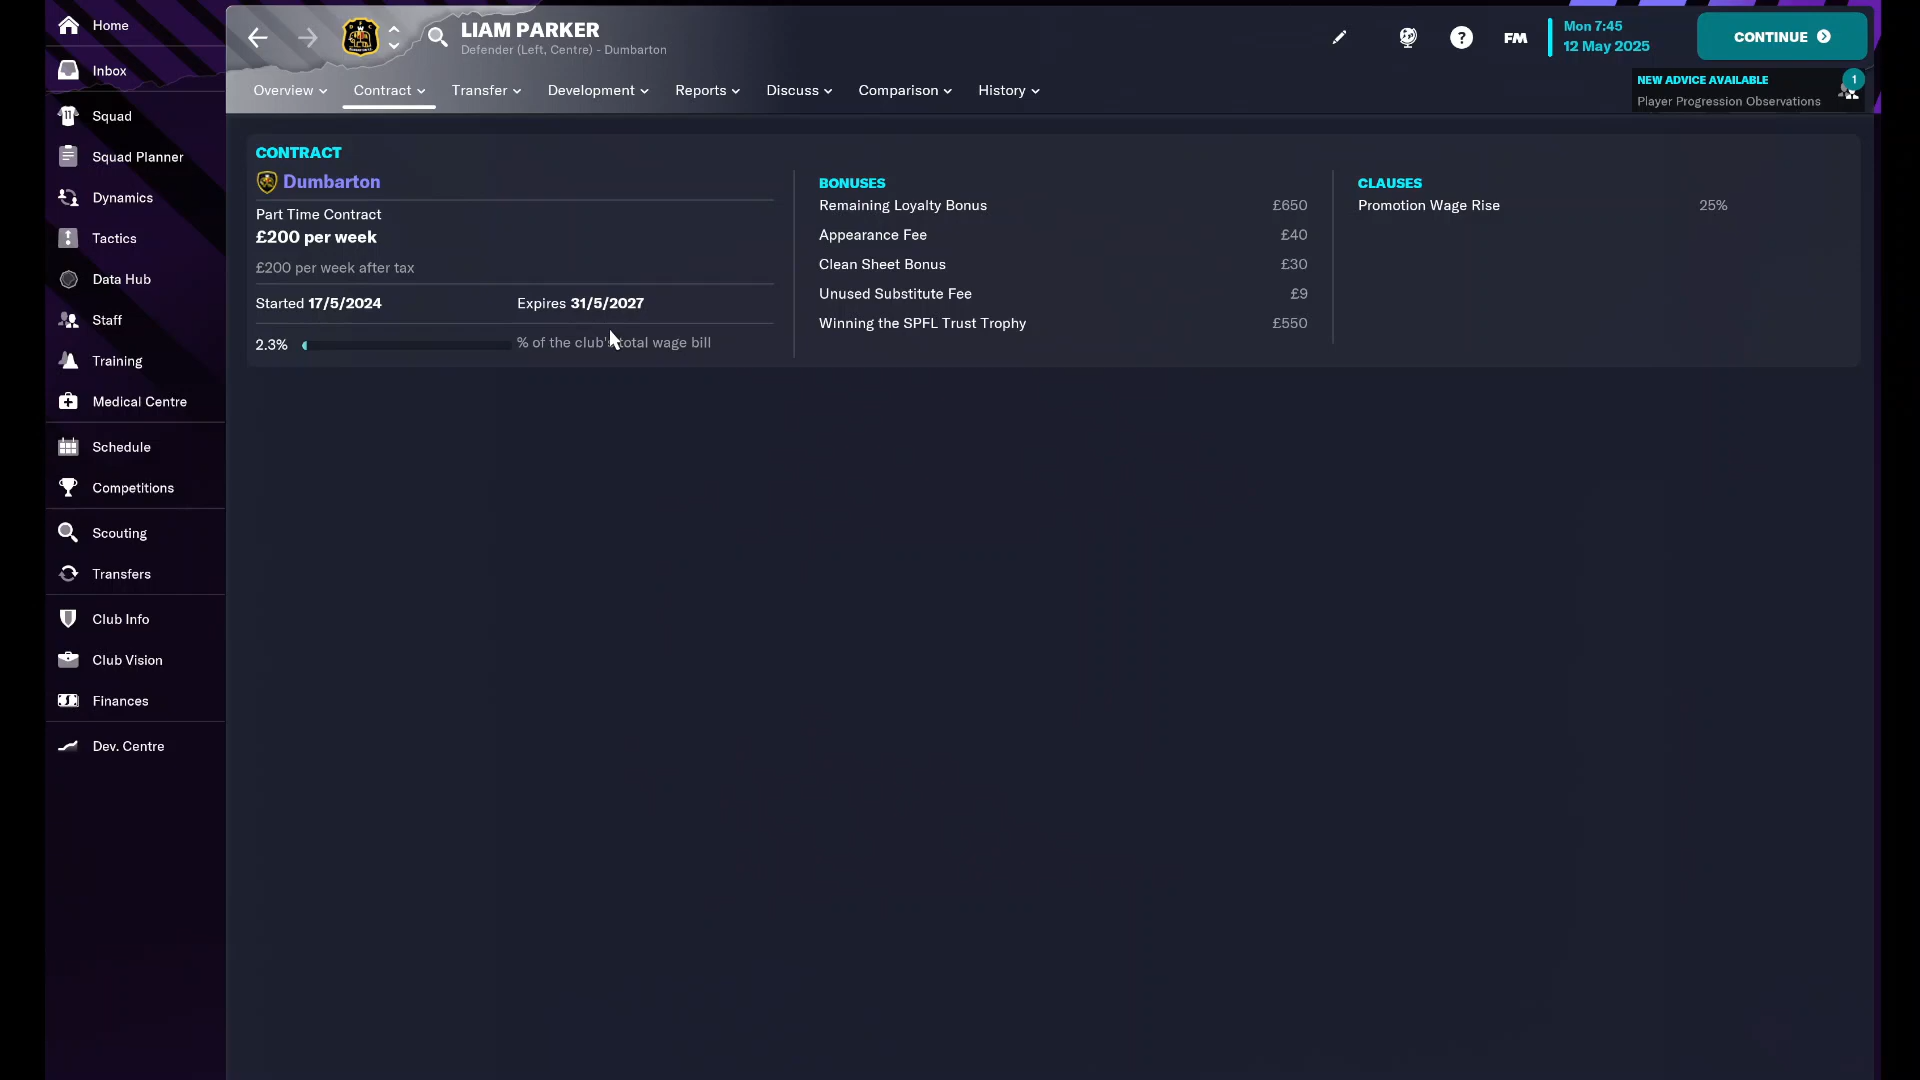 Home
Inbox
Squad
Squad Planner
Dynamics
Tactics
Data Hub
Staff
Training
Medical Centre
Schedule
Competitions
Scouting
Transfers
Club Info
Club Vision
Finances
Dev. Centre
LIAM PARKER
Defender (Left, Centre) - Dumbarton
FM
Mon 7:45
12 May 2025
CONTINUE
Overview
Contract
Transfer
Development
Reports
Discuss
Comparison
History
NEW ADVICE AVAILABLE
1
Player Progression Observations
CONTRACT
Dumbarton
Part Time Contract
£200 per week
£200 per week after tax
Started 17/5/2024
Expires 31/5/2027
2.3%
% of the club's total wage bill
BONUSES
Remaining Loyalty Bonus £650
Appearance Fee £40
Clean Sheet Bonus £30
Unused Substitute Fee £9
Winning the SPFL Trust Trophy £550
CLAUSES
Promotion Wage Rise 25%